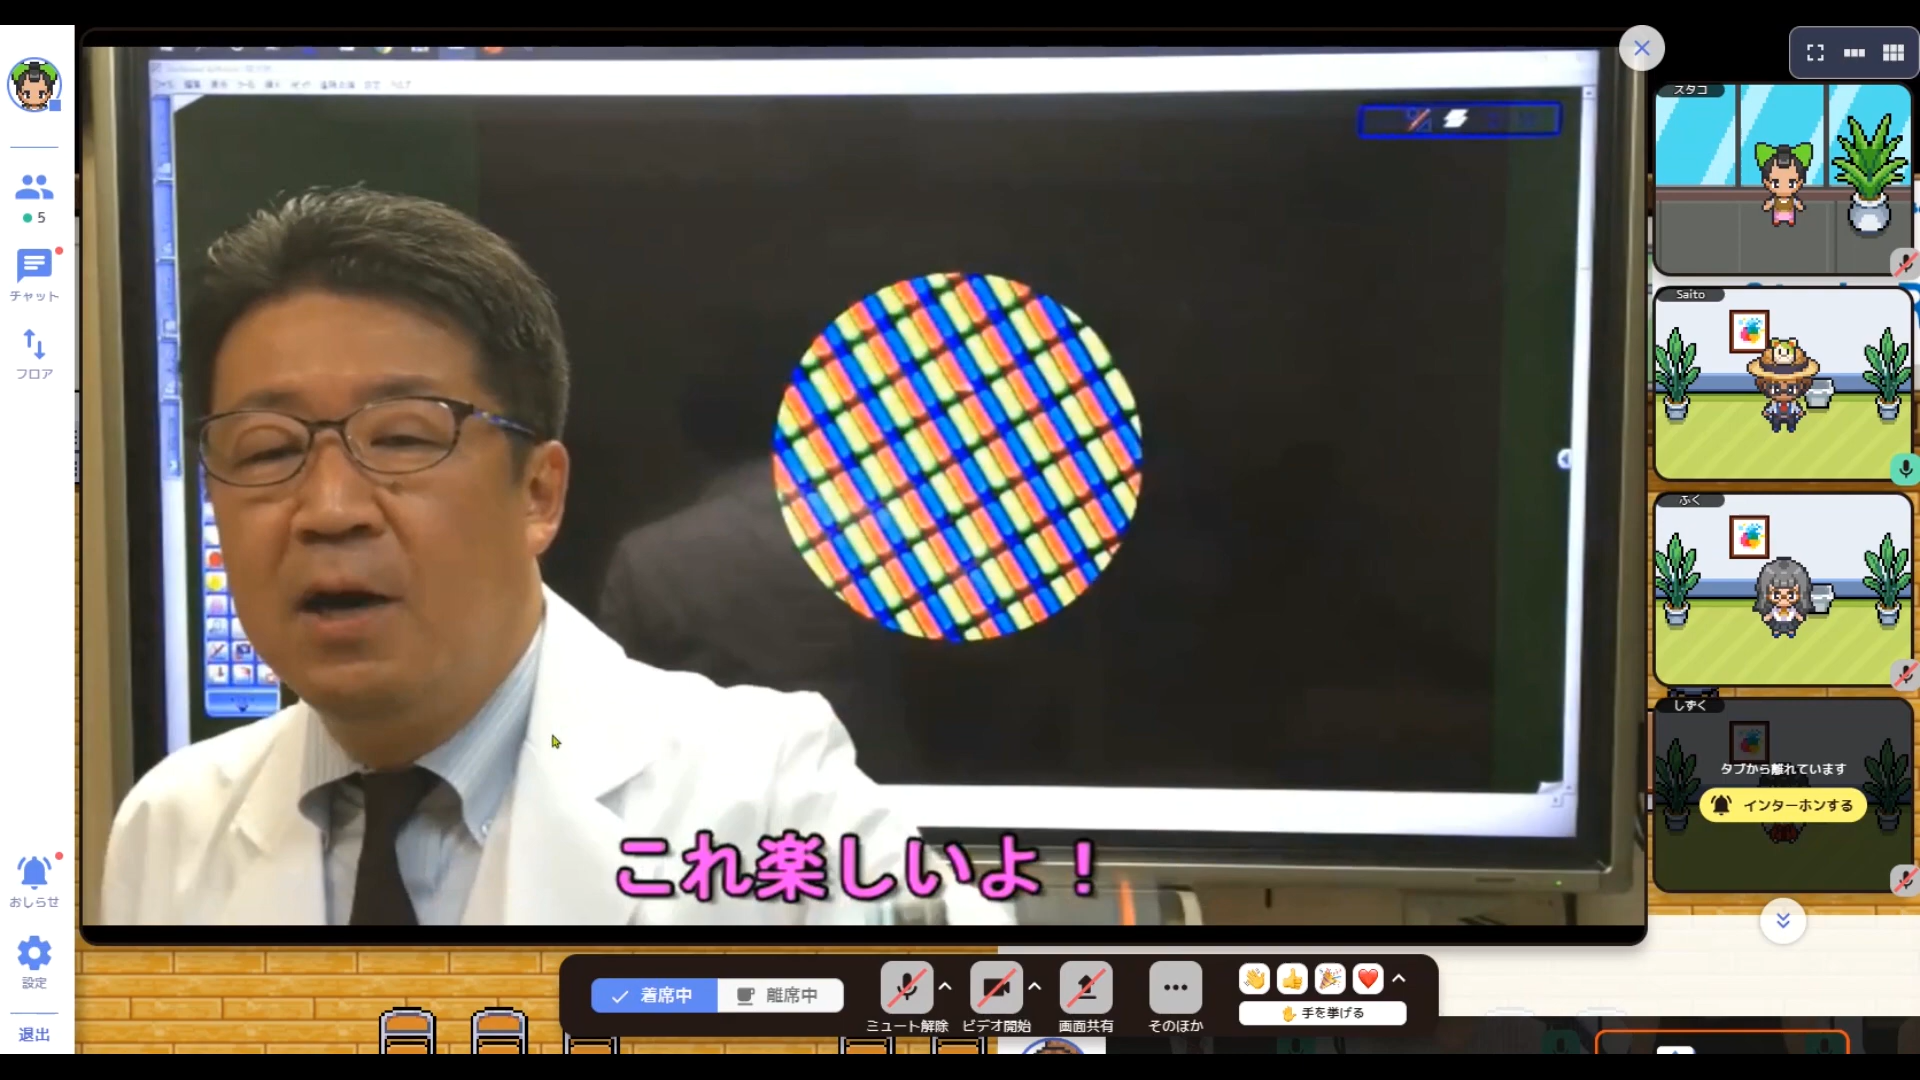 5
チャット
フロア
おしらせ
設定
退出
これ楽しいよ！
スタコ
Saito
ふく
しずく
タブから離れています
インターホンする
着席中
離席中
ミュート解除
ビデオ開始
画面共有
そのほか
手を挙げる